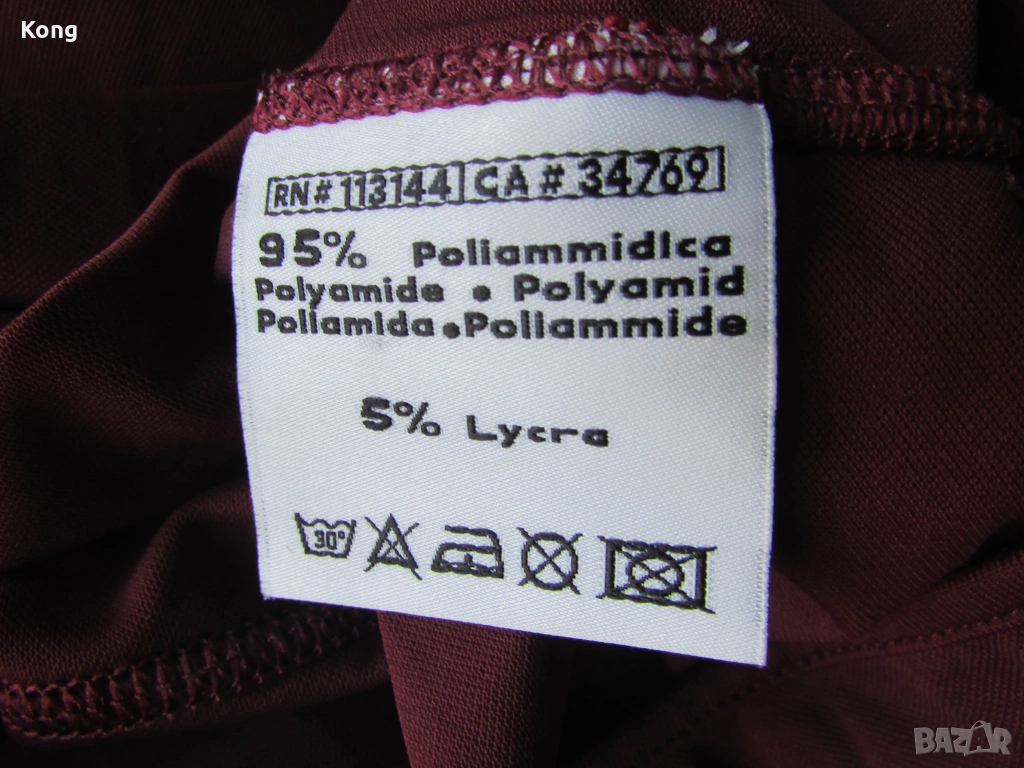 Kong
RN # 113144 CA # 34769
95% Poliammidica
Polyamide • Polyamid
Poliamida • Poliammide
5% Lycra
30°
BAZAR